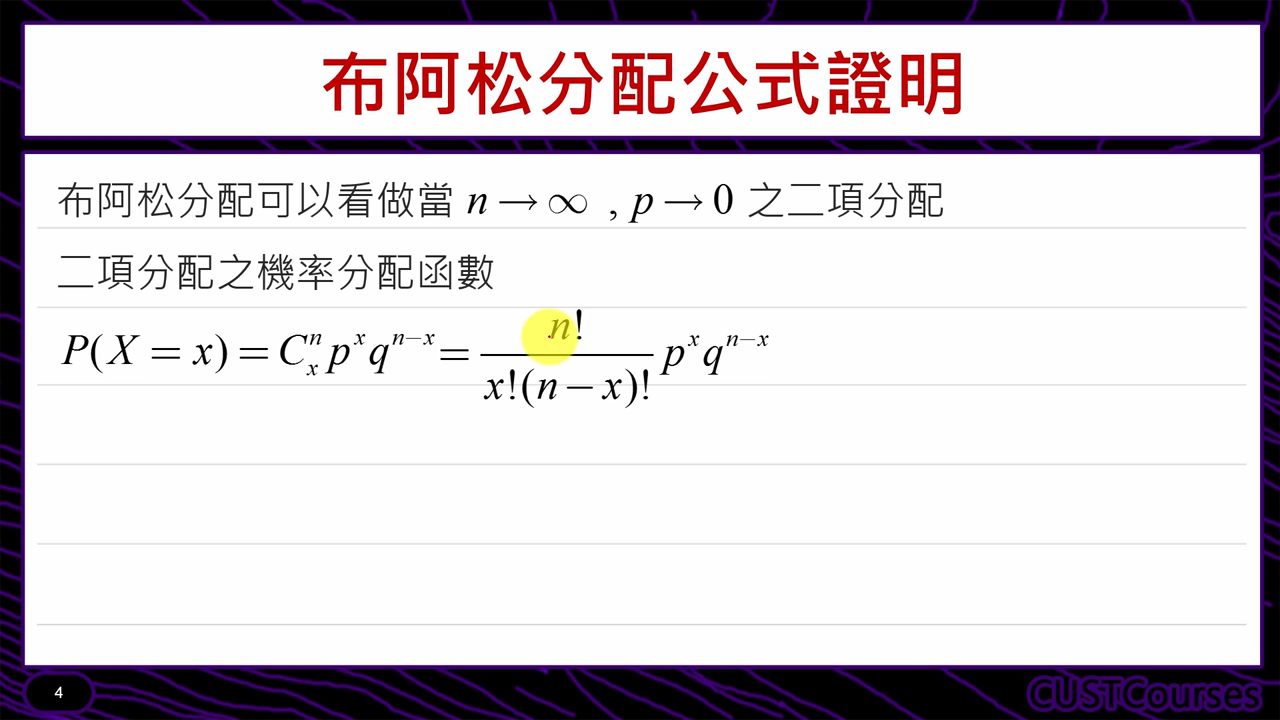 布阿松分配公式證明
布阿松分配可以看做當 n → ∞ , p → 0 之二項分配
二項分配之機率分配函數
P(X = x) = C_x^n p^x q^{n−x} = \frac{n!}{x!(n − x)!} p^x q^{n−x}
4
CUSTCourses